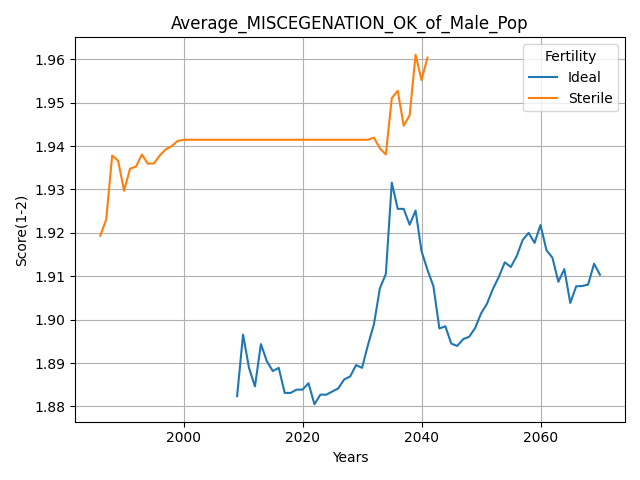 Average_MISCEGENATION_OK_of_Male_Pop
Fertility
Ideal
Sterile
1.96
1.95
1.94
1.93
1.92
1.91
1.90
1.89
1.88
Score(1-2)
2000
2020
2040
2060
Years